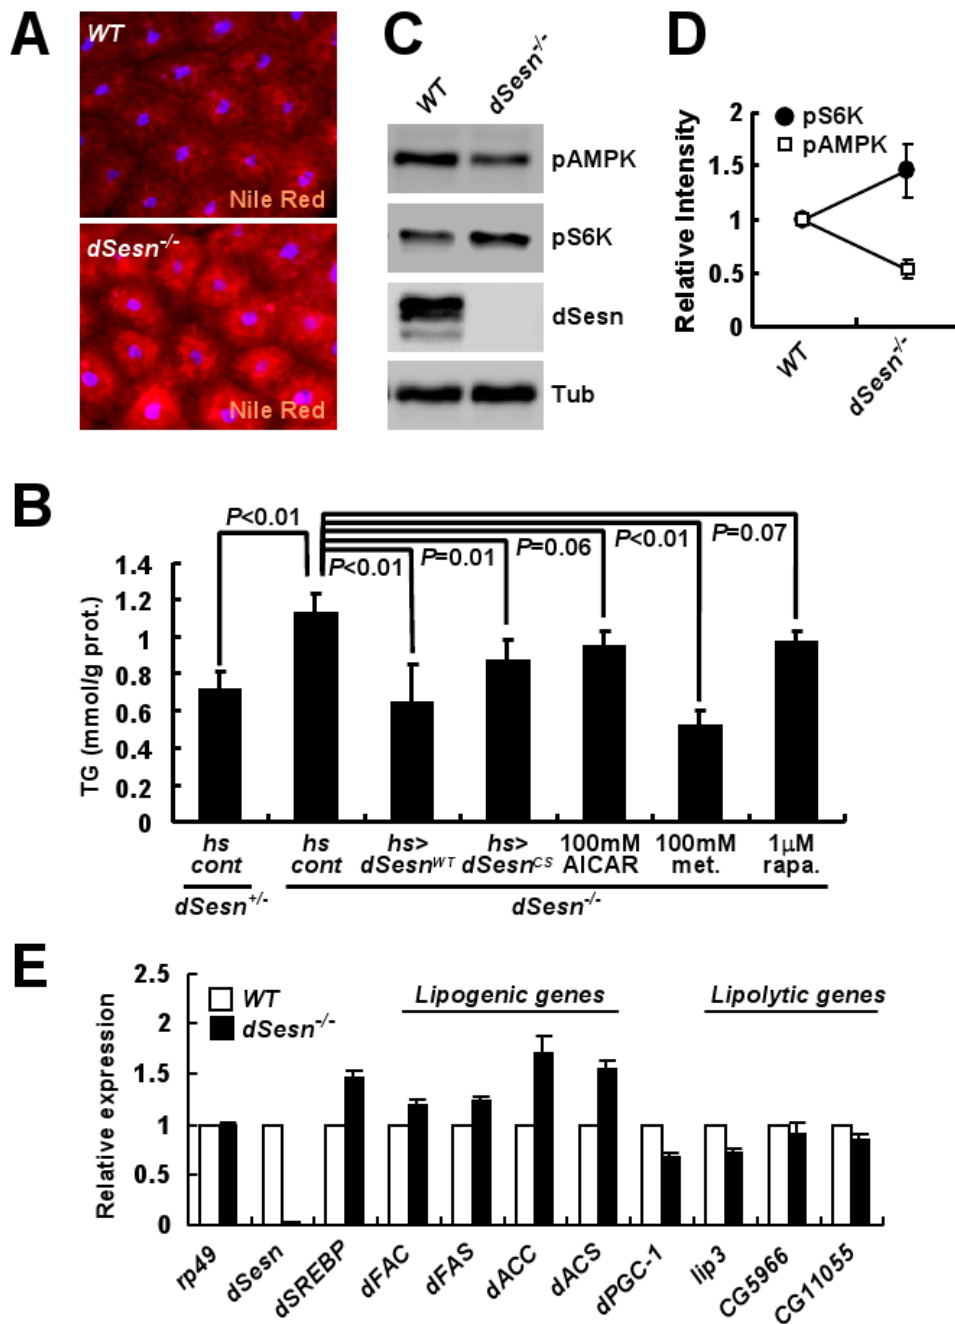 A
WT
Nile Red
dSesn-/-
Nile Red
C
WT
dSesn-/-
pAMPK
pS6K
dSesn
Tub
D
Relative Intensity
2
1.5
1
0.5
0
pS6K
pAMPK
WT
dSesn-/-
B
P<0.01
P<0.01
P=0.01
P=0.06
P<0.01
P=0.07
TG (mmol/g prot.)
1.4
1.2
1
0.8
0.6
0.4
0.2
0
hs cont
hs cont
hs> dSesnWT
hs> dSesnCS
100mM AICAR
100mM met.
1μM rapa.
dSesn+/-
dSesn-/-
E
Relative expression
2.5
2
1.5
1
0.5
0
WT
dSesn-/-
Lipogenic genes
Lipolytic genes
rp49
dSesn
dSREBP
dFAC
dFAS
dACC
dACS
dPGC-1
lip3
CG5966
CG11055